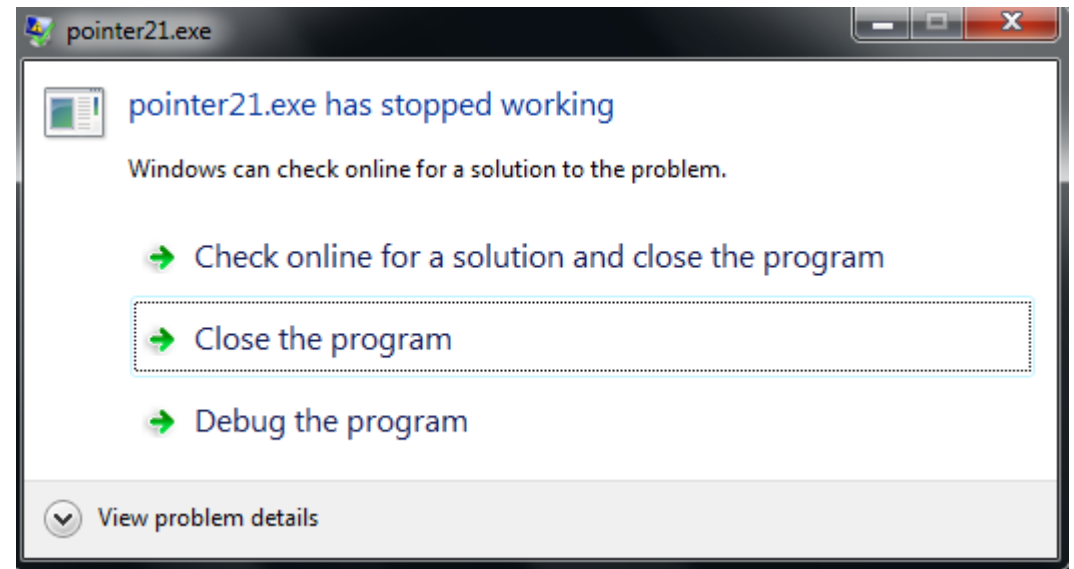 pointer21.exe
pointer21.exe has stopped working
Windows can check online for a solution to the problem.
Check online for a solution and close the program
Close the program
Debug the program
View problem details